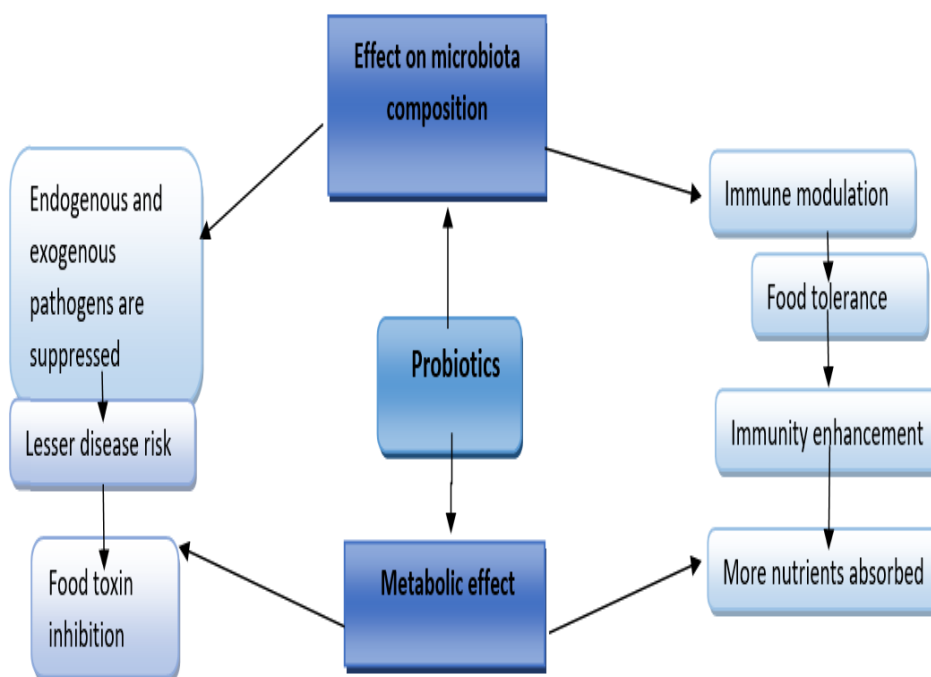 Effect on microbiota
composition
Endogenous and
exogenous
pathogens are
suppressed
Lesser disease risk
Food toxin
inhibition
Probiotics
Metabolic effect
Immune modulation
Food tolerance
Immunity enhancement
More nutrients absorbed